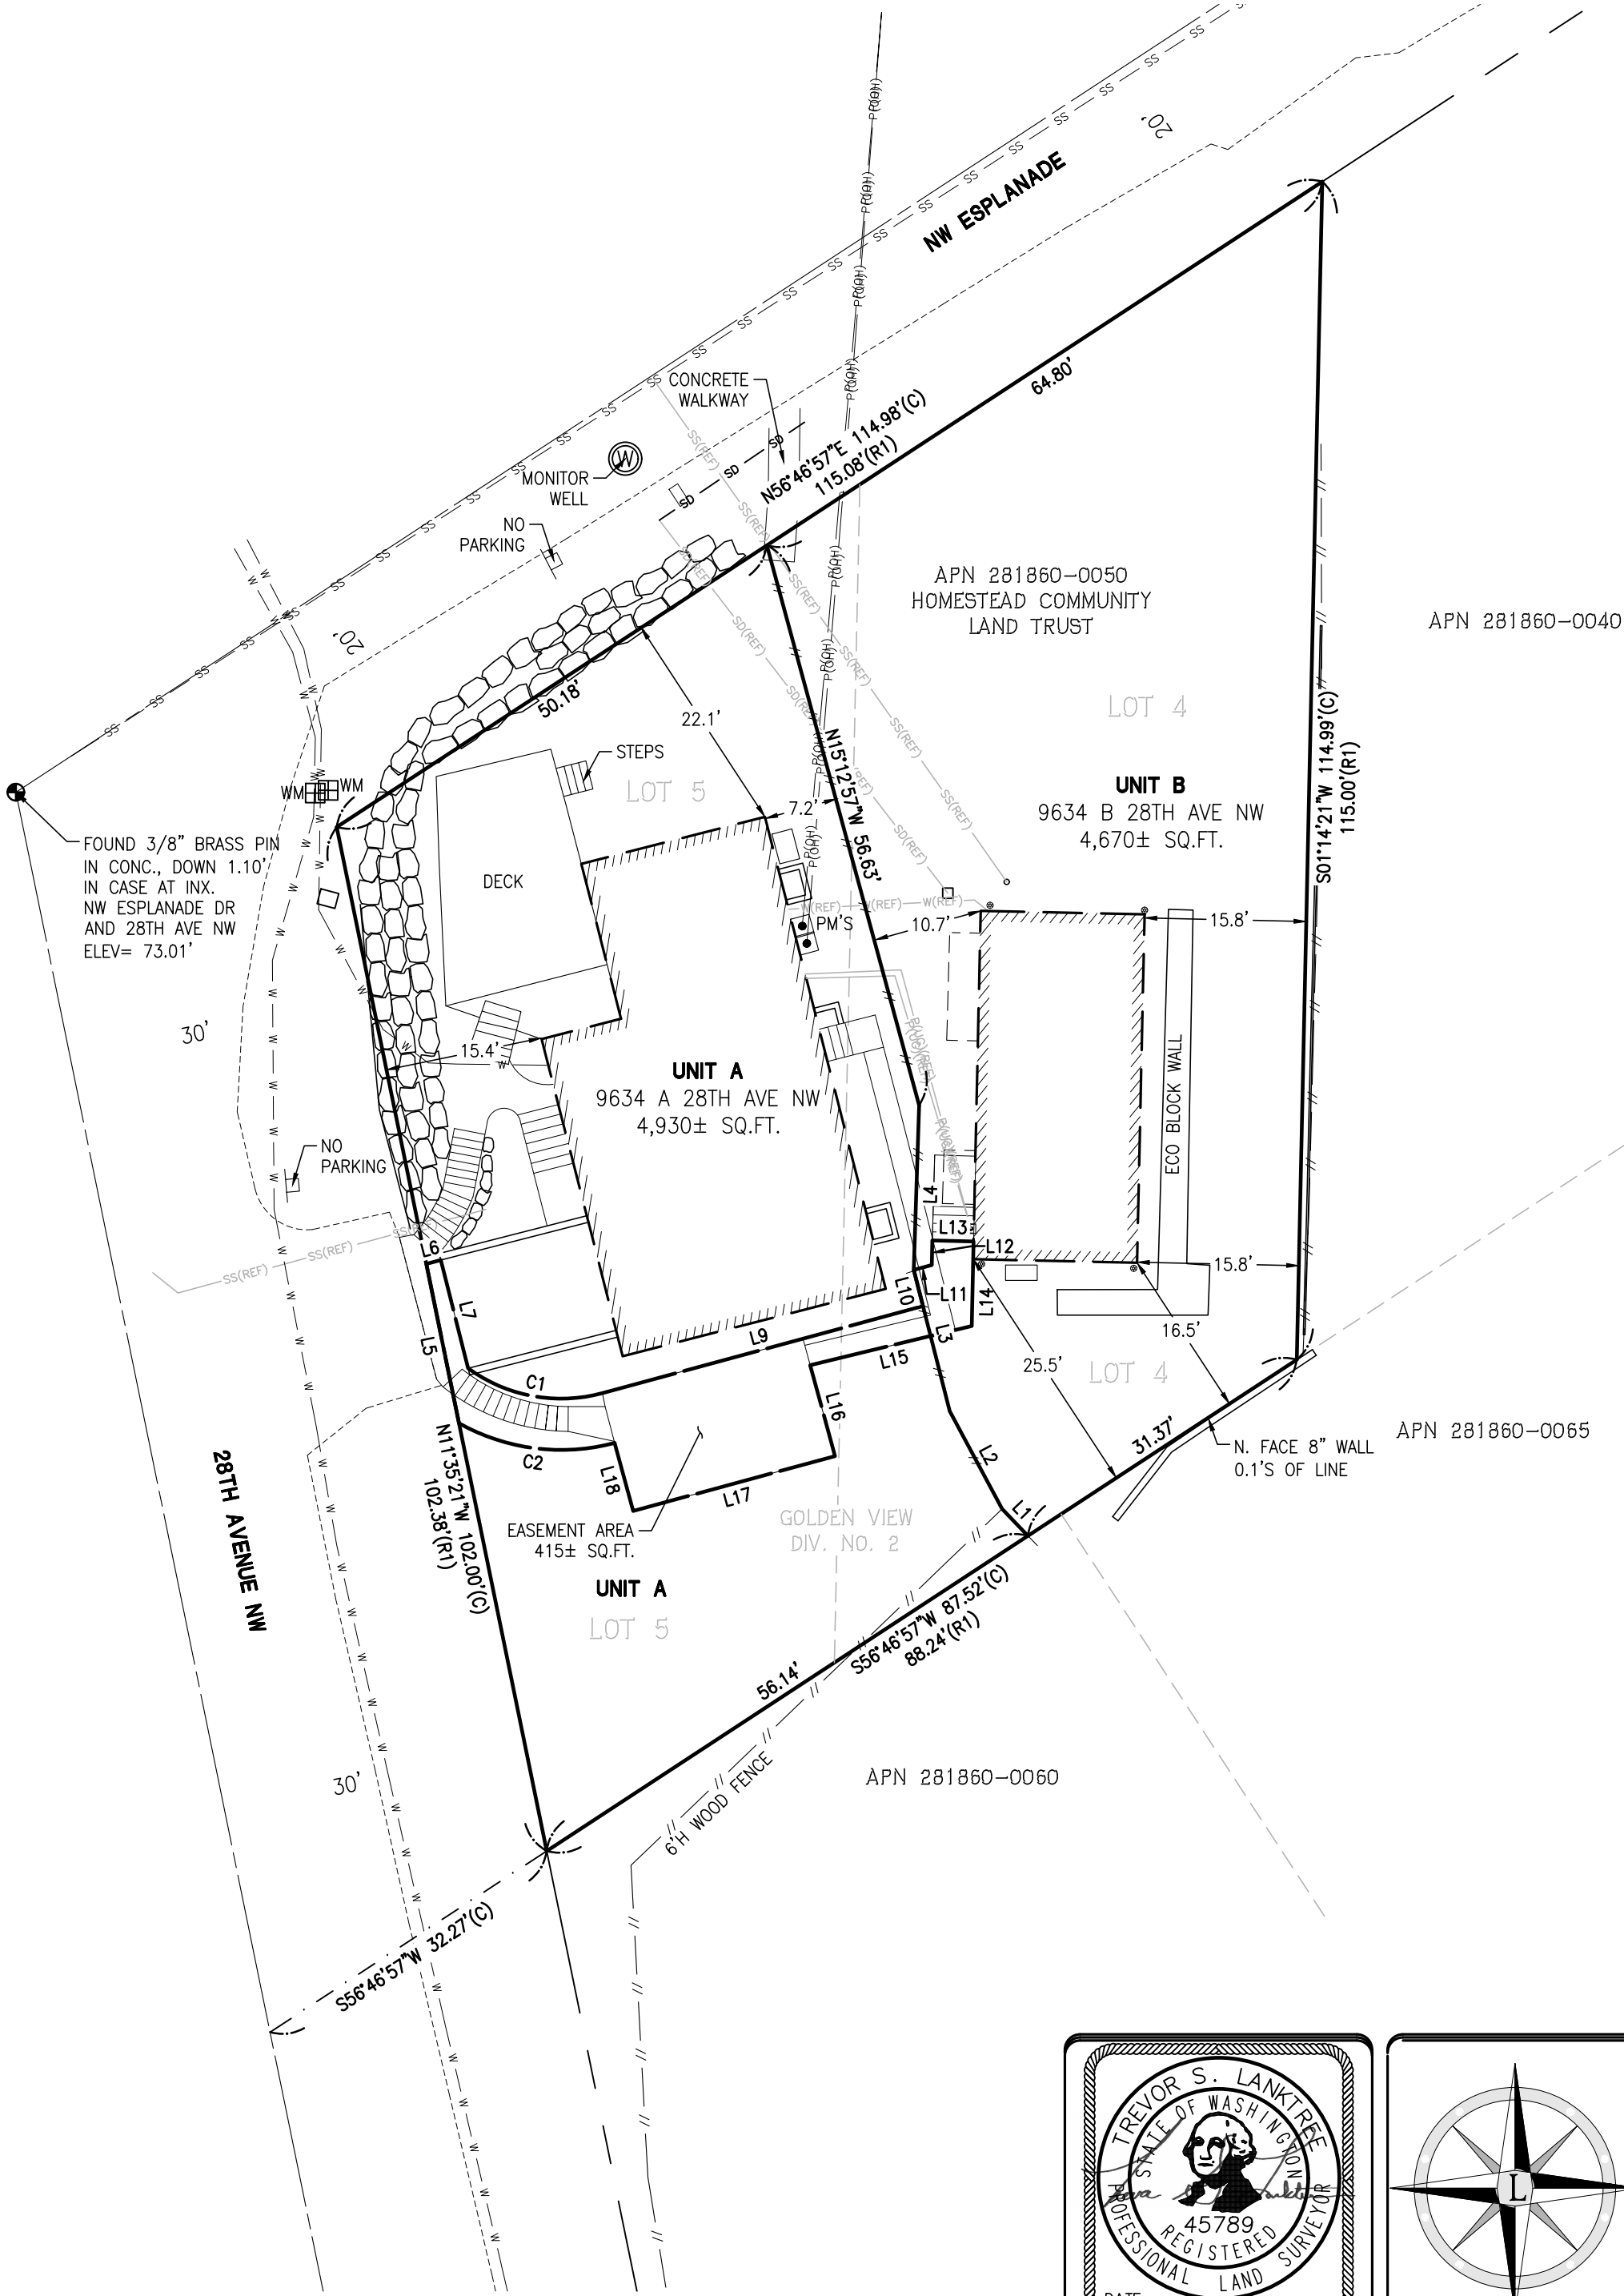 NW ESPLANADE
20'
20'
CONCRETE
WALKWAY
MONITOR
WELL
W
NO
PARKING
N56°46'57"E 114.98'(C)
115.08'(R1)
64.80'
50.18'
APN 281860-0050
HOMESTEAD COMMUNITY
LAND TRUST
APN 281860-0040
LOT 4
UNIT B
9634 B 28TH AVE NW
4,670± SQ.FT.
S01°14'21"W 114.99'(C)
115.00'(R1)
22.1'
STEPS
LOT 5
7.2'
N15°12'57"W 56.63'
WM
WM
FOUND 3/8" BRASS PIN
IN CONC., DOWN 1.10'
IN CASE AT INX.
NW ESPLANADE DR
AND 28TH AVE NW
ELEV= 73.01'
DECK
PM'S
10.7'
15.8'
30'
15.4'
UNIT A
9634 A 28TH AVE NW
4,930± SQ.FT.
ECO BLOCK WALL
NO
PARKING
L4
L13
L12
L6
L7
L10
L11
L14
15.8'
L5
L9
L3
16.5'
L15
25.5'
LOT 4
C1
L16
C2
L18
L17
L2
L1
31.37'
N. FACE 8" WALL
0.1'S OF LINE
APN 281860-0065
28TH AVENUE NW
N11°35'21"W 102.00'(C)
102.38'(R1)
EASEMENT AREA
415± SQ.FT.
GOLDEN VIEW
DIV. NO. 2
UNIT A
LOT 5
S56°46'57"W 87.52'(C)
88.24'(R1)
56.14'
30'
6'H WOOD FENCE
APN 281860-0060
S56°46'57"W 32.27'(C)
SS
SS(REF)
SD
SD(REF)
W
W(REF)
P(OH)
TREVOR S. LANKTREE
STATE OF WASHINGTON
45789
REGISTERED
PROFESSIONAL LAND SURVEYOR
L